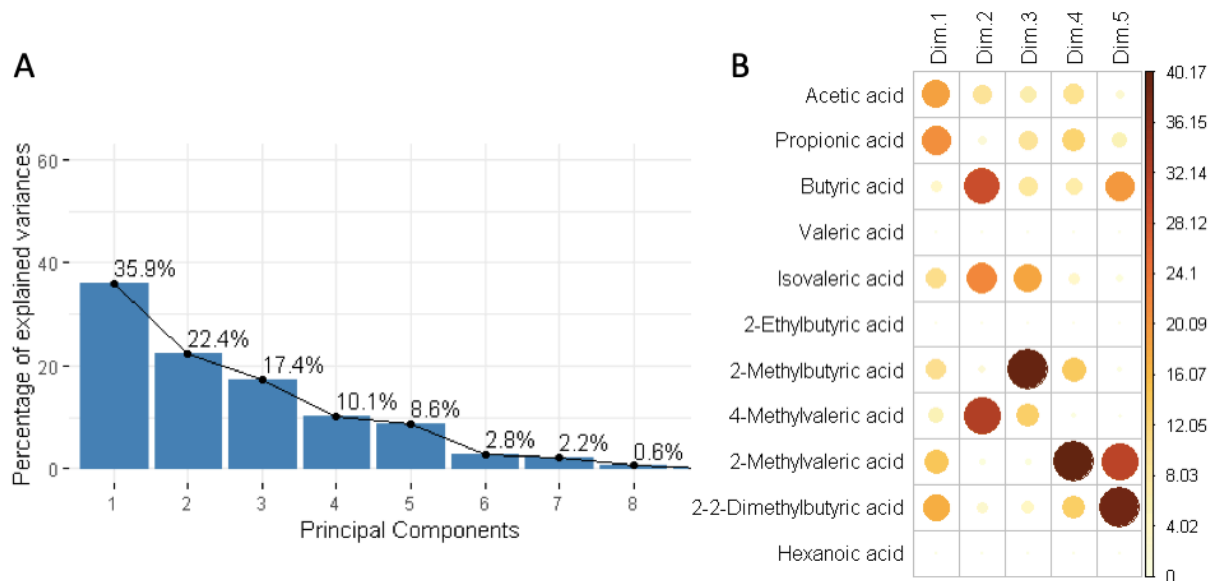 A
Percentage of explained variances
60
40
20
0
35.9%
22.4%
17.4%
10.1%
8.6%
2.8%
2.2%
0.6%
1 2 3 4 5 6 7 8
Principal Components
B
Dim.1 Dim.2 Dim.3 Dim.4 Dim.5
Acetic acid
Propionic acid
Butyric acid
Valeric acid
Isovaleric acid
2-Ethylbutyric acid
2-Methylbutyric acid
4-Methylvaleric acid
2-Methylvaleric acid
2-2-Dimethylbutyric acid
Hexanoic acid
40.17
36.15
32.14
28.12
24.1
20.09
16.07
12.05
8.03
4.02
0